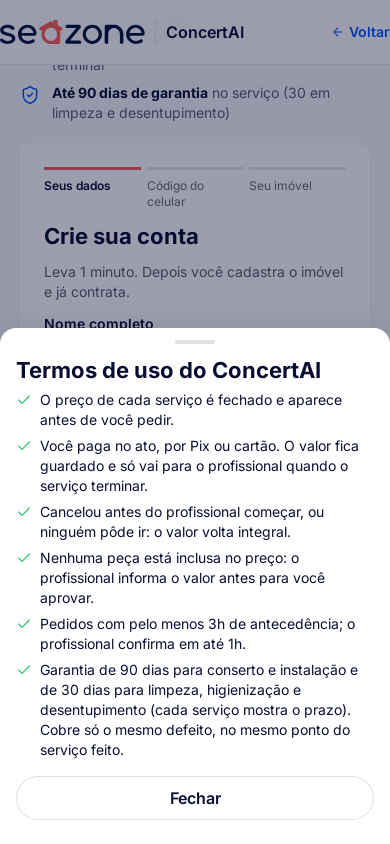 seazone
ConcertAI
Voltar
terminal
Até 90 dias de garantia no serviço (30 em
limpeza e desentupimento)
Seus dados
Código do
celular
Seu imóvel
Crie sua conta
Leva 1 minuto. Depois você cadastra o imóvel
e já contrata.
Nome completo
Termos de uso do ConcertAI
O preço de cada serviço é fechado e aparece
antes de você pedir.
Você paga no ato, por Pix ou cartão. O valor fica
guardado e só vai para o profissional quando o
serviço terminar.
Cancelou antes do profissional começar, ou
ninguém pôde ir: o valor volta integral.
Nenhuma peça está inclusa no preço: o
profissional informa o valor antes para você
aprovar.
Pedidos com pelo menos 3h de antecedência; o
profissional confirma em até 1h.
Garantia de 90 dias para conserto e instalação e
de 30 dias para limpeza, higienização e
desentupimento (cada serviço mostra o prazo).
Cobre só o mesmo defeito, no mesmo ponto do
serviço feito.
Fechar